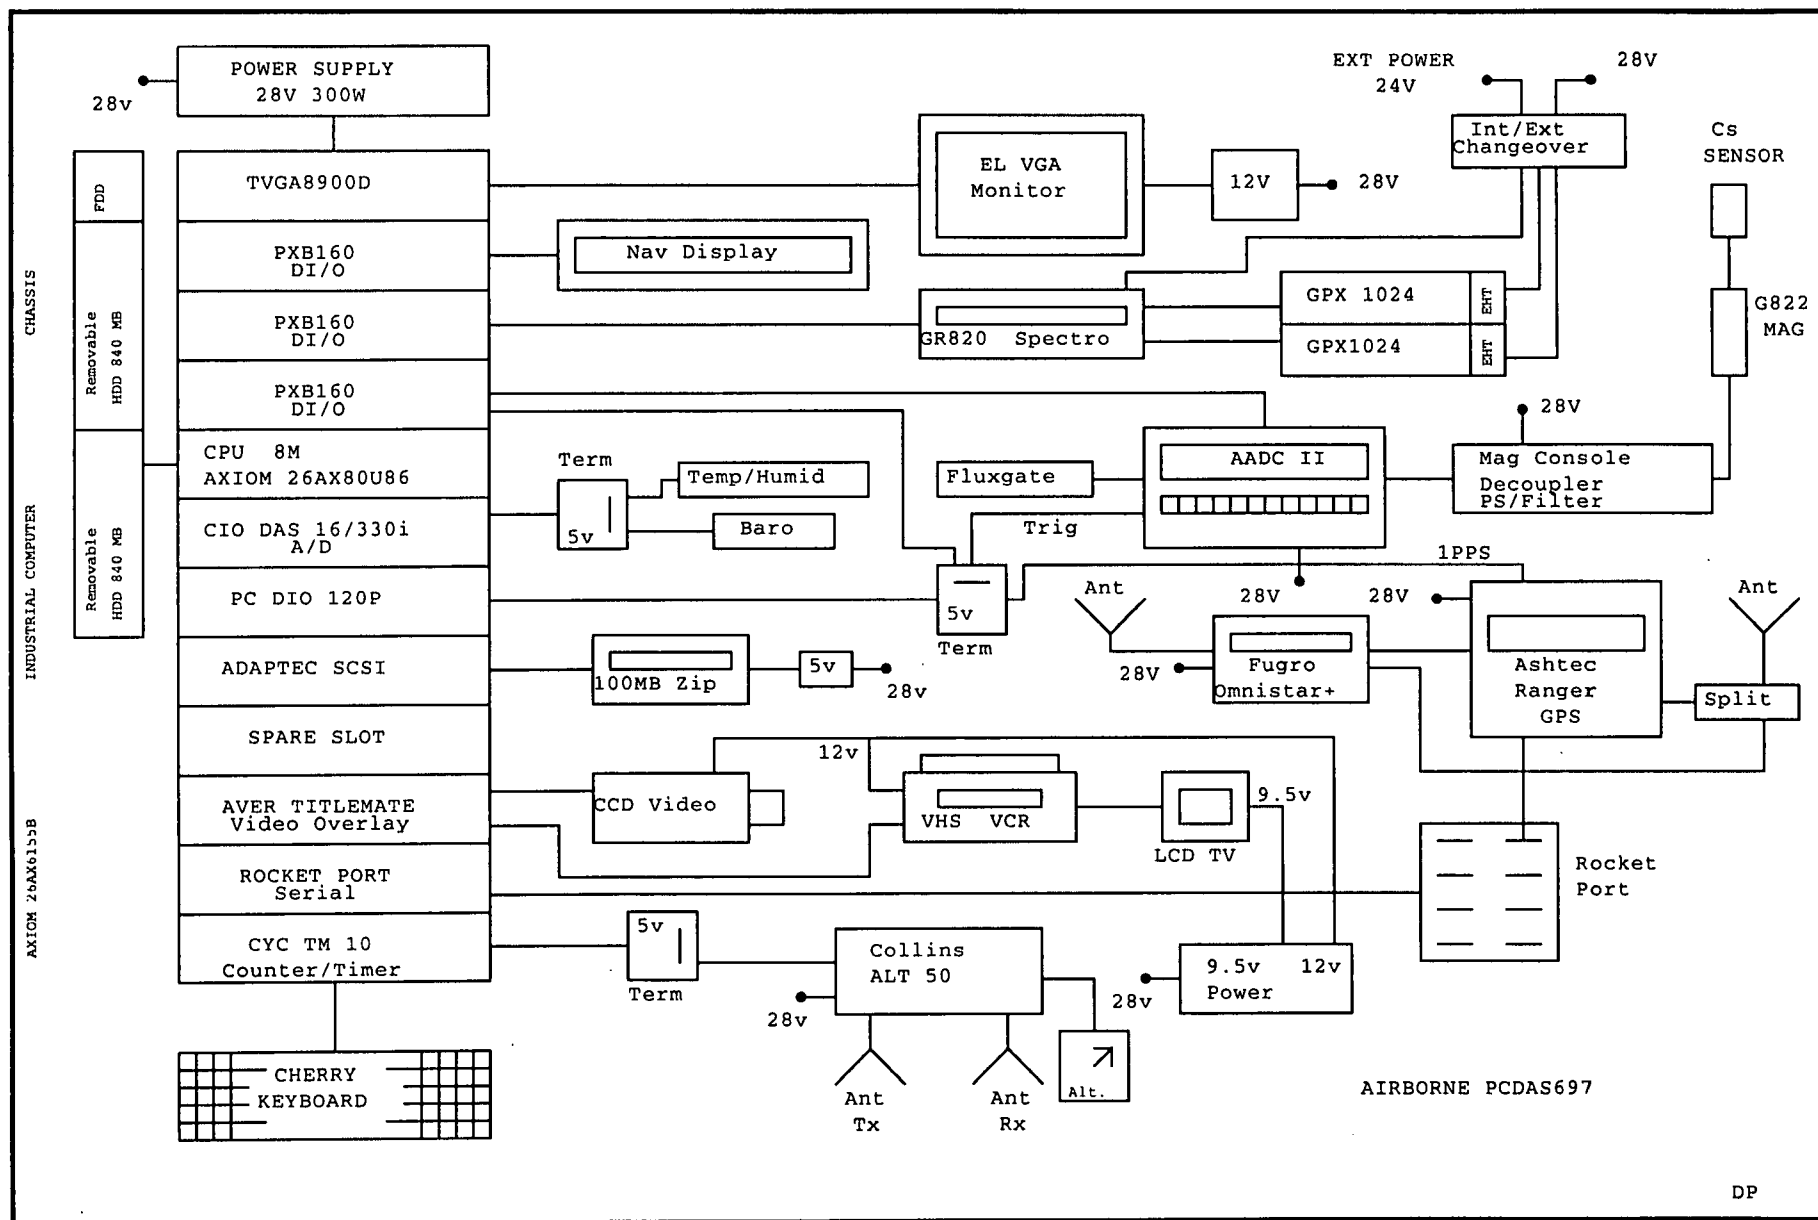 POWER SUPPLY
28V 300W
28v
EXT POWER
24V
28V
Int/Ext
Changeover
Cs
SENSOR
FDD
TVGA8900D
EL VGA
Monitor
12V
28V
PXB160
DI/O
Nav Display
CHASSIS
Removable
HDD 840 MB
PXB160
DI/O
GR820 Spectro
GPX 1024
EHT
GPX1024
EHT
G822
MAG
PXB160
DI/O
28V
CPU 8M
AXIOM 26AX80U86
Term
Temp/Humid
5v
Baro
Fluxgate
AADC II
Mag Console
Decoupler
PS/Filter
CIO DAS 16/330i
A/D
Trig
1PPS
INDUSTRIAL COMPUTER
Removable
HDD 840 MB
PC DIO 120P
5v
Term
28V
Ant
28V
Ant
ADAPTEC SCSI
100MB Zip
5v
28v
28V
Fugro
Omnistar+
Ashtec
Ranger
GPS
Split
SPARE SLOT
12v
AXIOM 26AX6155B
AVER TITLEMATE
Video Overlay
CCD Video
VHS VCR
9.5v
LCD TV
ROCKET PORT
Serial
Rocket
Port
CYC TM 10
Counter/Timer
5v
Term
Collins
ALT 50
28v
9.5v 12v
Power
28v
CHERRY
KEYBOARD
Ant
Tx
Ant
Rx
Alt.
AIRBORNE PCDAS697
DP